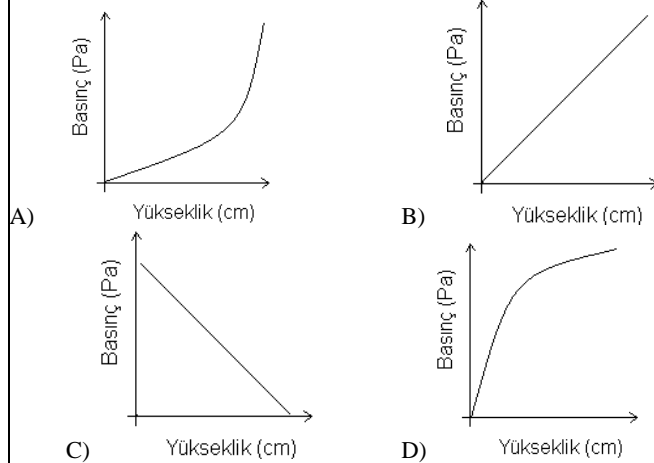 Basınç (Pa)
Yükseklik (cm)
A)
Basınç (Pa)
Yükseklik (cm)
B)
Basınç (Pa)
Yükseklik (cm)
C)
Basınç (Pa)
Yükseklik (cm)
D)